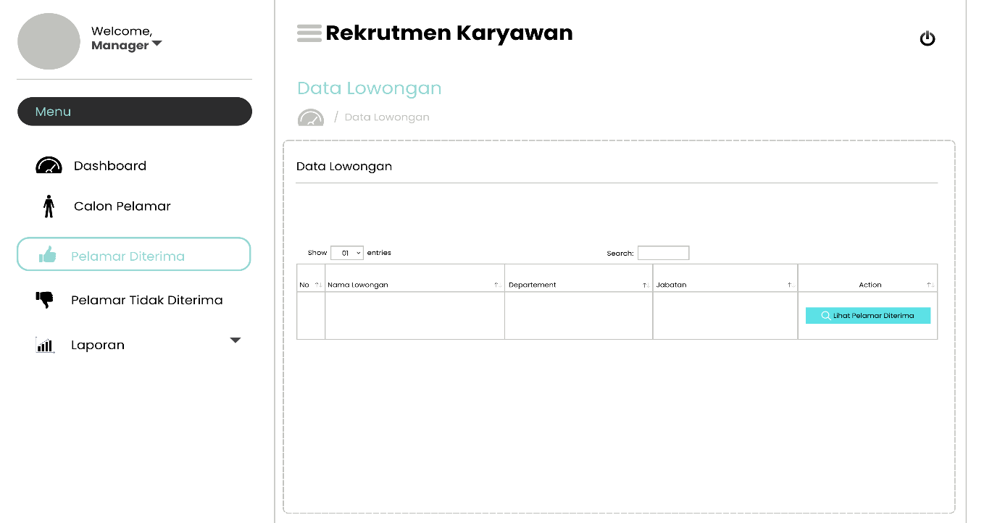 Welcome,
Manager
Menu
Dashboard
Calon Pelamar
Pelamar Diterima
Pelamar Tidak Diterima
Laporan
Rekrutmen Karyawan
Data Lowongan
/ Data Lowongan
Data Lowongan
Show 01 entries Search:
No Nama Lowongan Departement Jabatan Action
Lihat Pelamar Diterima